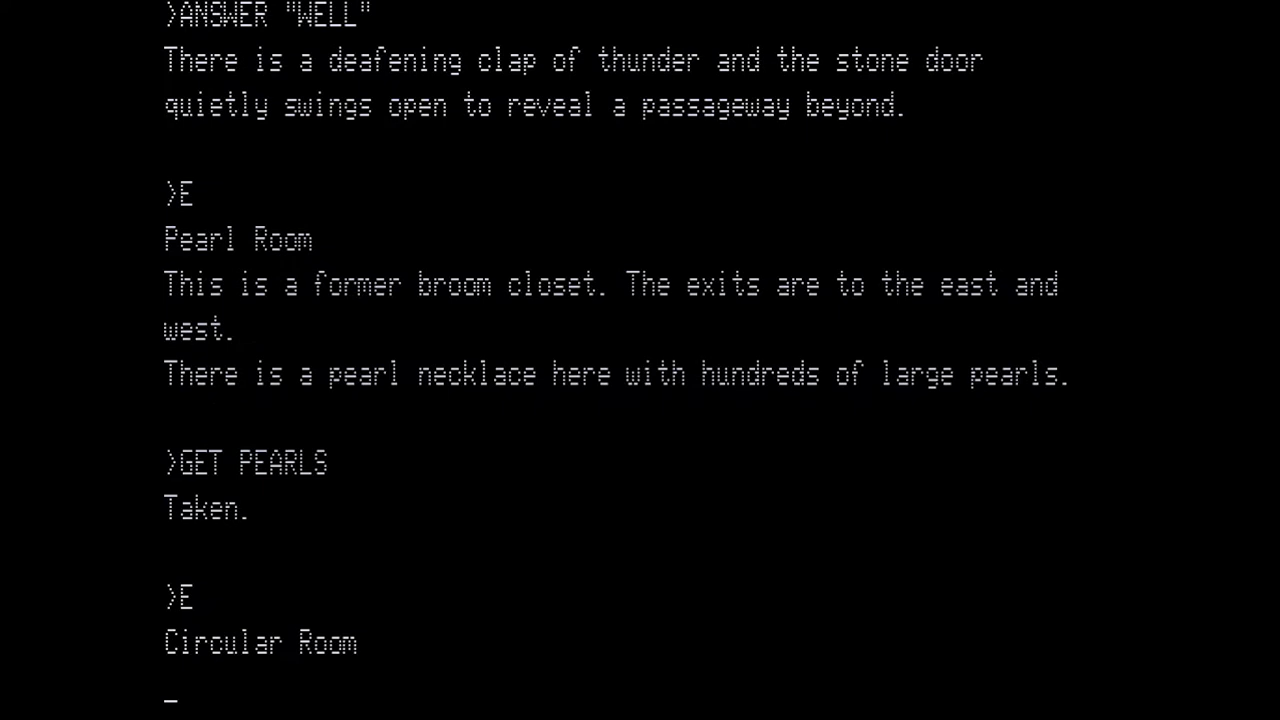 >ANSWER "WELL"
There is a deafening clap of thunder and the stone door
quietly swings open to reveal a passageway beyond.
>E
Pearl Room
This is a former broom closet. The exits are to the east and
west.
There is a pearl necklace here with hundreds of large pearls.
>GET PEARLS
Taken.
>E
Circular Room
_